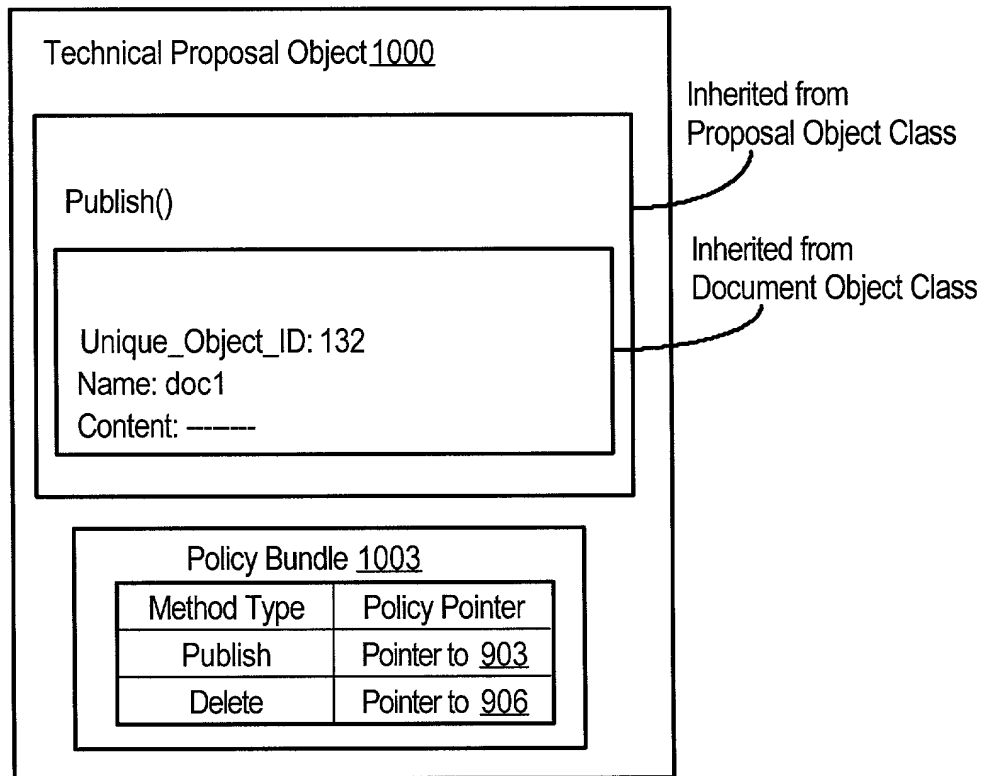 Technical Proposal Object 1000
Inherited from
Proposal Object Class
Publish()
Inherited from
Document Object Class
Unique_Object_ID: 132
Name: doc1
Content: --------
Policy Bundle 1003
Method Type Policy Pointer
Publish Pointer to 903
Delete Pointer to 906